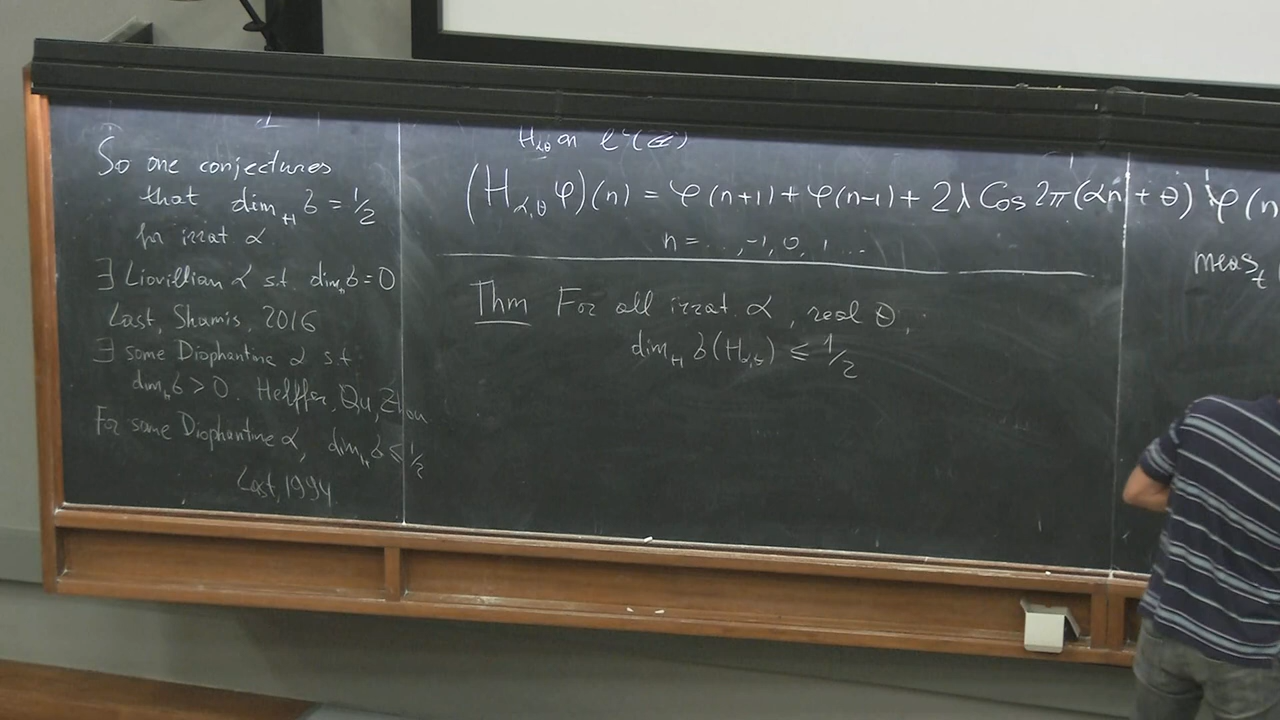 So one conjectures
that dim_H б = 1/2
for irrat α
∃ Liovillian α s.t. dim_H б = 0
Last, Shamis, 2016
∃ some Diophantine α s.t
dim_H б > 0. Helffer, Qu, Zhou
For some Diophantine α, dim_H б ≤ 1/2
Last, 1994
on ℓ²(ℤ)
(H_{α,θ} φ)(n) = φ(n+1) + φ(n-1) + 2λ Cos 2π(αn + θ) φ(n
n = ..., -1, 0, 1 ...
meas
Thm For all irrat. α, real θ,
dim_H б(H_{α,θ}) ≤ 1/2